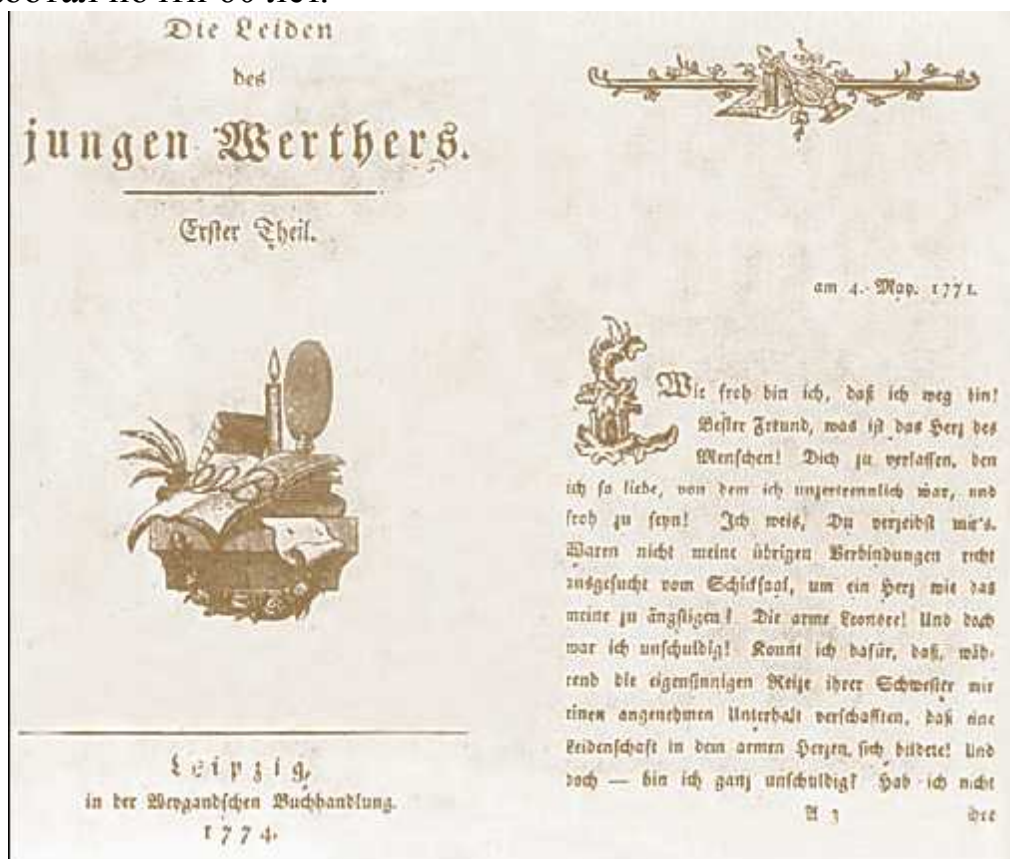 Die Leiden
des
jungen Werthers.
Erster Theil.
Leipzig,
in der Weygandschen Buchhandlung.
1774.
am 4. May. 1771.
Wie froh bin ich, daß ich weg bin!
Bester Freund, was ist das Herz des
Menschen! Dich zu verlassen, den
ich so liebe, von dem ich unzertrennlich war, und
froh zu seyn! Ich weis, Du verzeihst mir's.
Waren nicht meine übrigen Verbindungen recht
ausgesucht vom Schicksaal, um ein Herz wie das
meine zu ängstigen? Die arme Leonore! Und doch
war ich unschuldig! Konnt ich dafür, daß, wäh-
rend die eigensinnigen Reize ihrer Schwester mir
einen angenehmen Unterhalt verschafften, daß eine
Leidenschaft in dem armen Herzen sich bildete! Und
doch — bin ich ganz unschuldig? Hab ich nicht
A 3 ihre